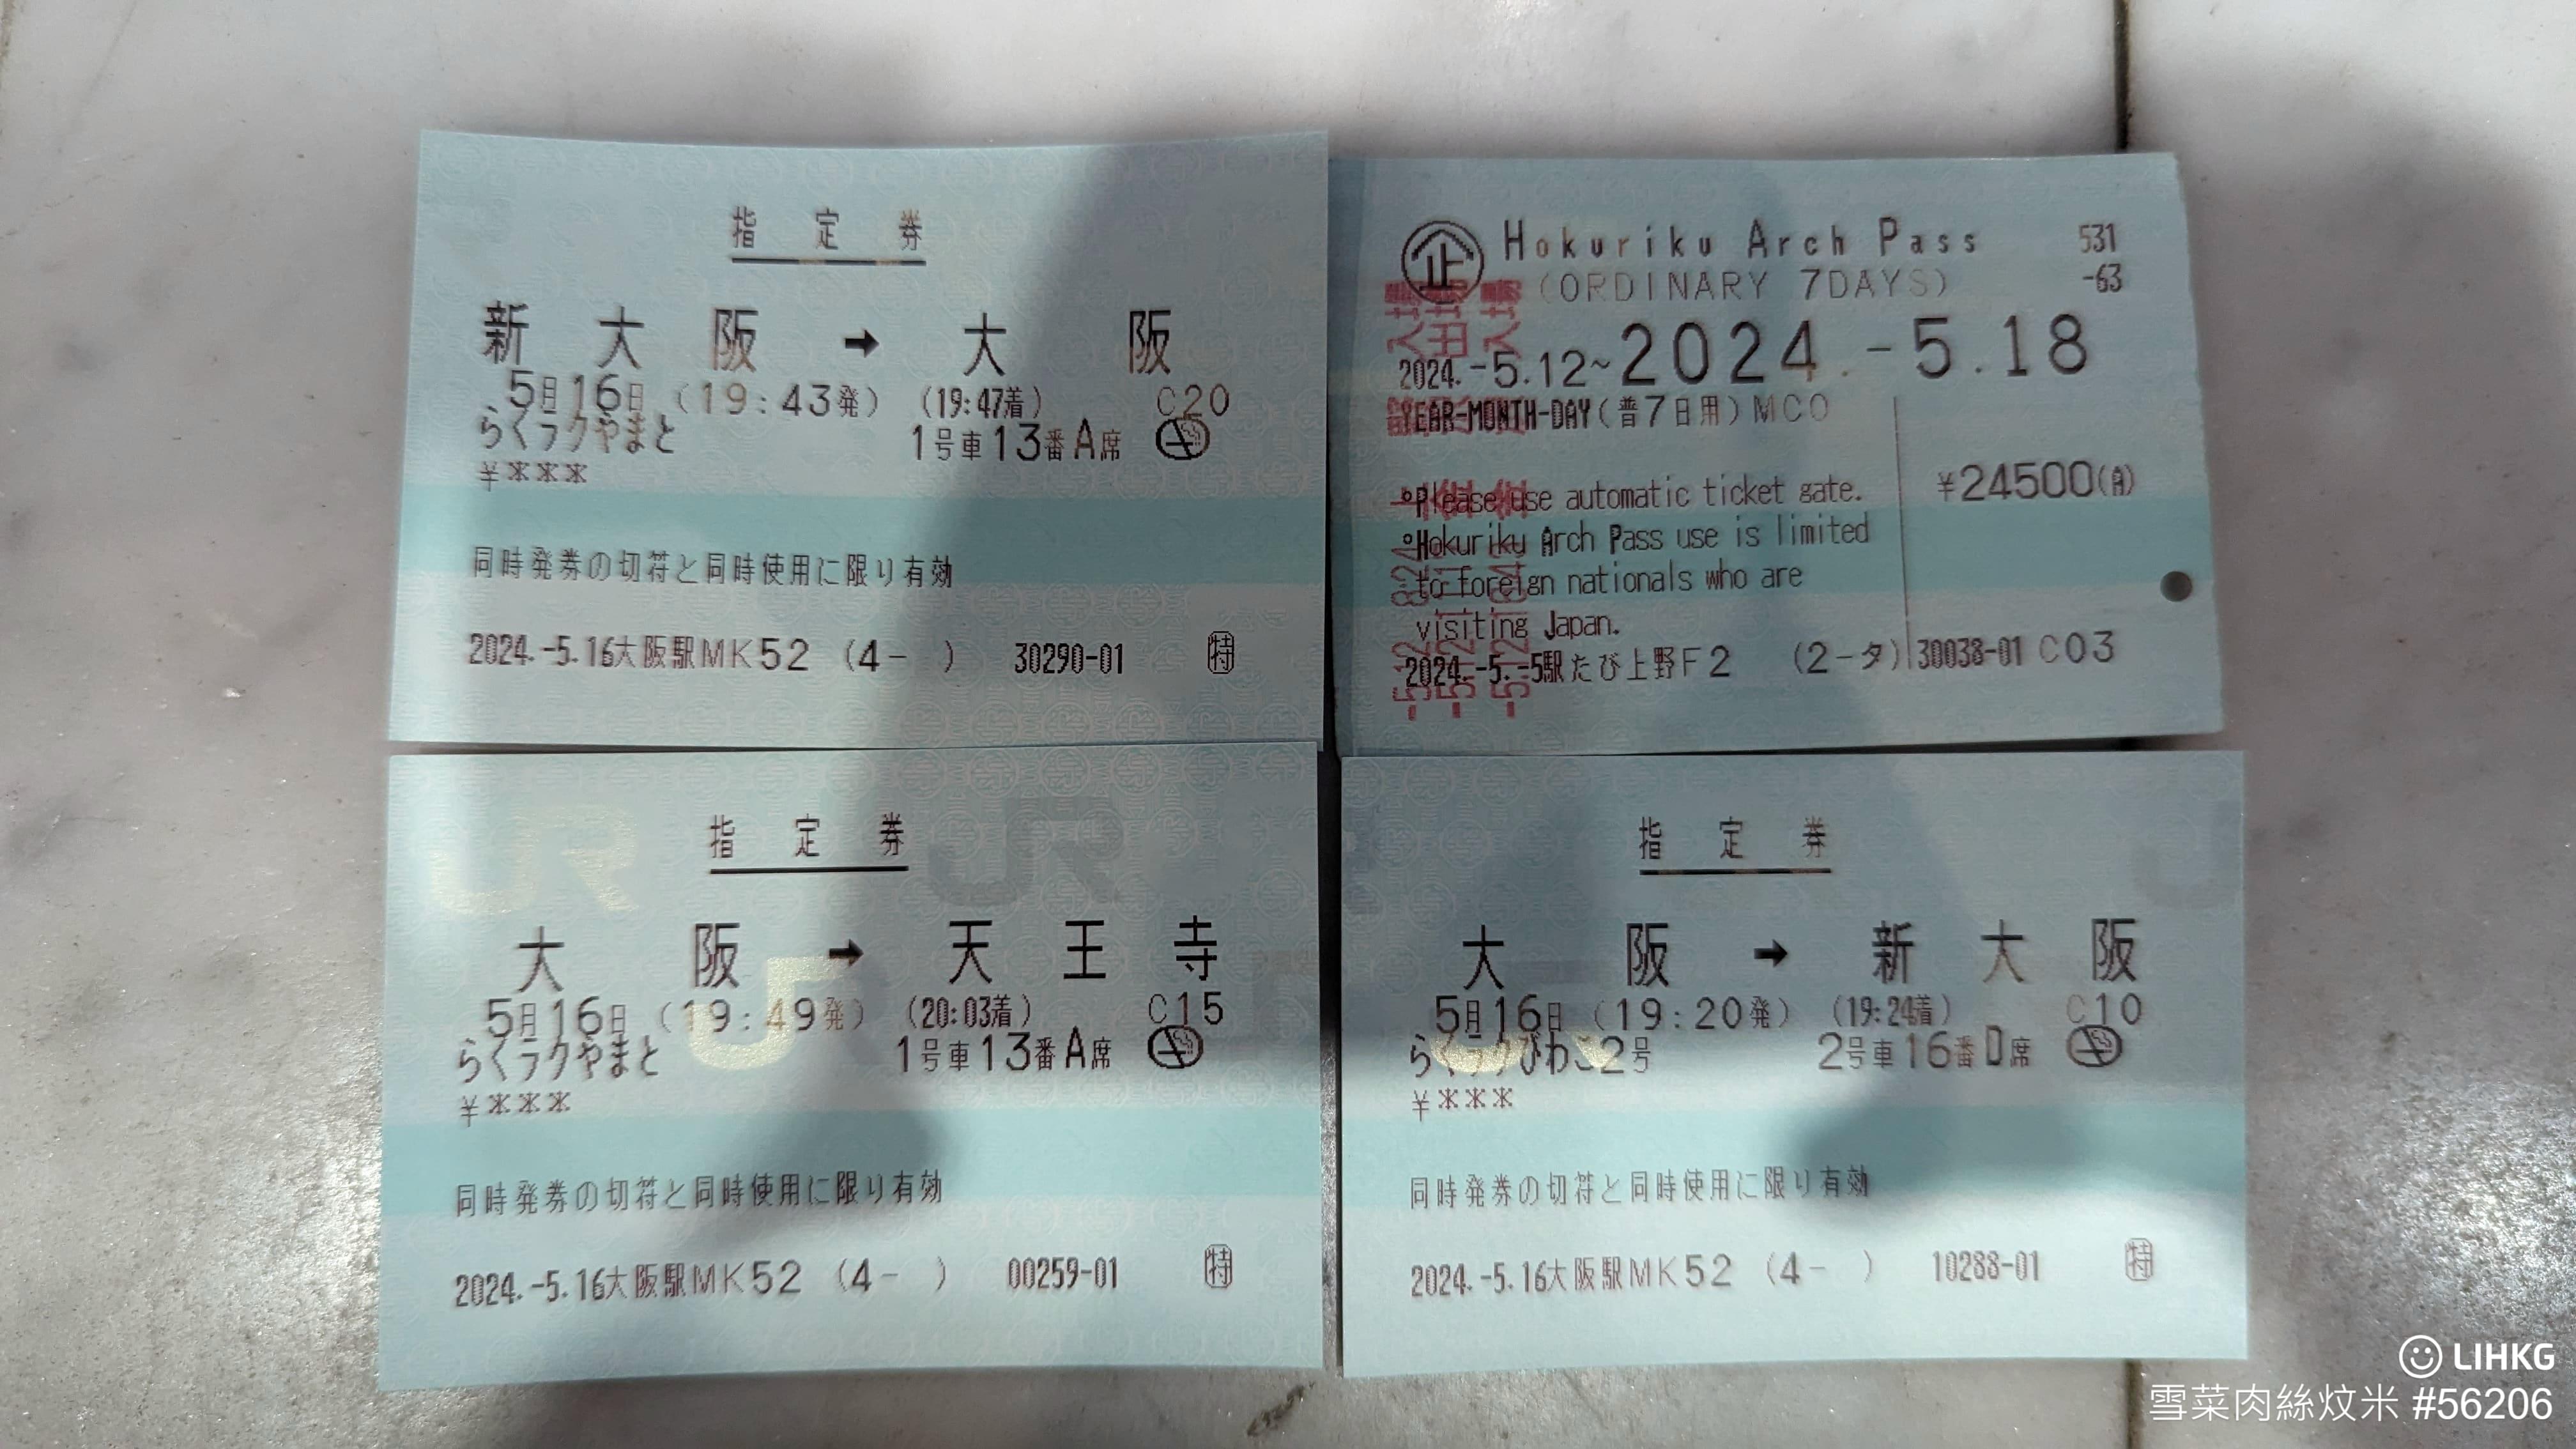 指定券
新大阪 → 大阪
5月16日 (19:43発) (19:47着) C20
らくラクやまと 1号車13番A席
¥***
同時発券の切符と同時使用に限り有効
2024.-5.16大阪駅MK52 (4- ) 30290-01 特
企 Hokuriku Arch Pass 531
(ORDINARY 7DAYS) -63
2024.-5.12~2024.-5.18
YEAR-MONTH-DAY(普7日用)MCO
Please use automatic ticket gate. ¥24500
Hokuriku Arch Pass use is limited
to foreign nationals who are
visiting Japan.
2024.-5.-5駅たび上野F2 (2-タ) 30038-01 C03
指定券
大阪 → 天王寺
5月16日 (19:49発) (20:03着) C15
らくラクやまと 1号車13番A席
¥***
同時発券の切符と同時使用に限り有効
2024.-5.16大阪駅MK52 (4- ) 00259-01 特
指定券
大阪 → 新大阪
5月16日 (19:20発) (19:24着) C10
らくラクびわこ2号 2号車16番D席
¥***
同時発券の切符と同時使用に限り有効
2024.-5.16大阪駅MK52 (4- ) 10288-01 特
LIHKG
雪菜肉絲炆米 #56206